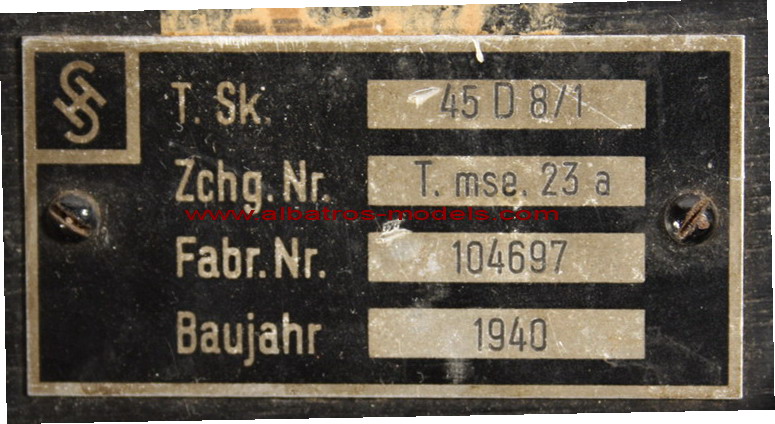 T. Sk. 45 D 8/1
Zchg. Nr. T. mse. 23 a
www.albatros-models.com
Fabr. Nr. 104697
Baujahr 1940